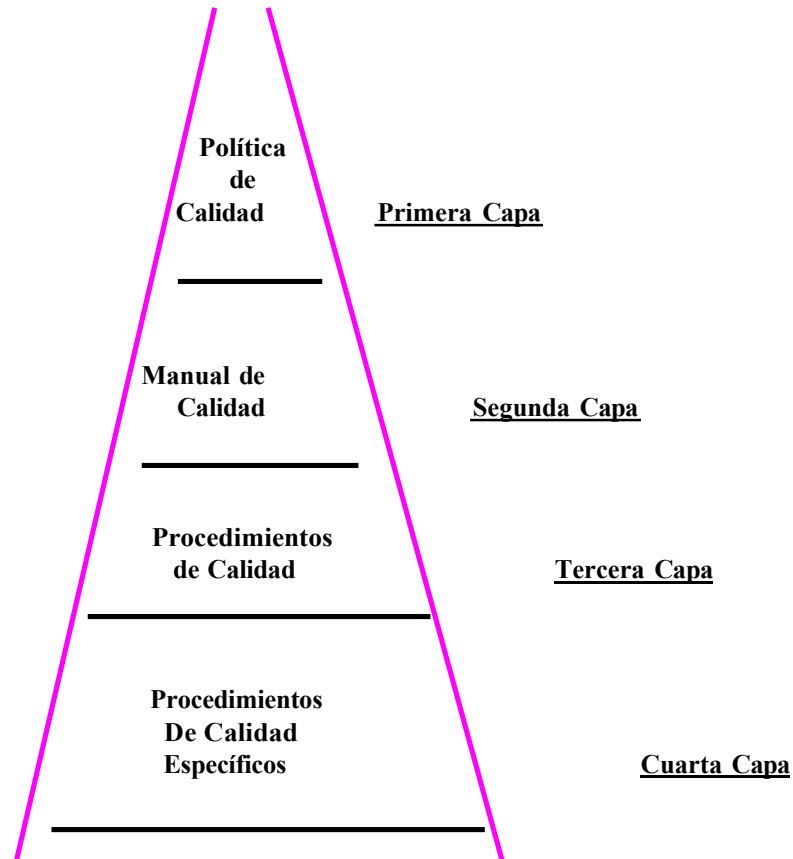 Política
de
Calidad
Primera Capa
Manual de
Calidad
Segunda Capa
Procedimientos
de Calidad
Tercera Capa
Procedimientos
De Calidad
Específicos
Cuarta Capa